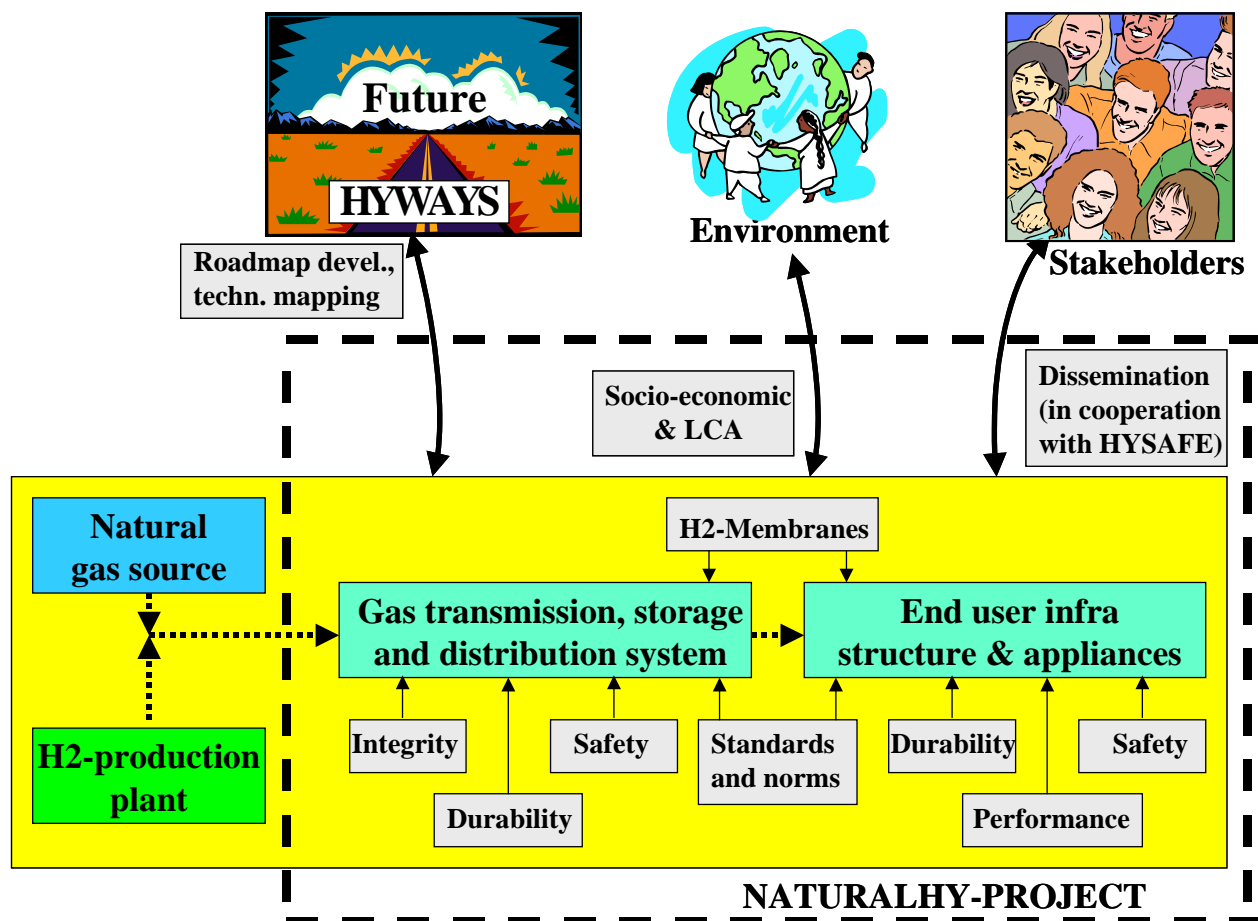 Future
HYWAYS
Environment
Stakeholders
Roadmap devel.,
techn. mapping
Socio-economic
& LCA
Dissemination
(in cooperation
with HYSAFE)
Natural
gas source
H2-Membranes
Gas transmission, storage
and distribution system
End user infra
structure & appliances
H2-production
plant
Integrity
Safety
Standards
and norms
Durability
Safety
Durability
Performance
NATURALHY-PROJECT